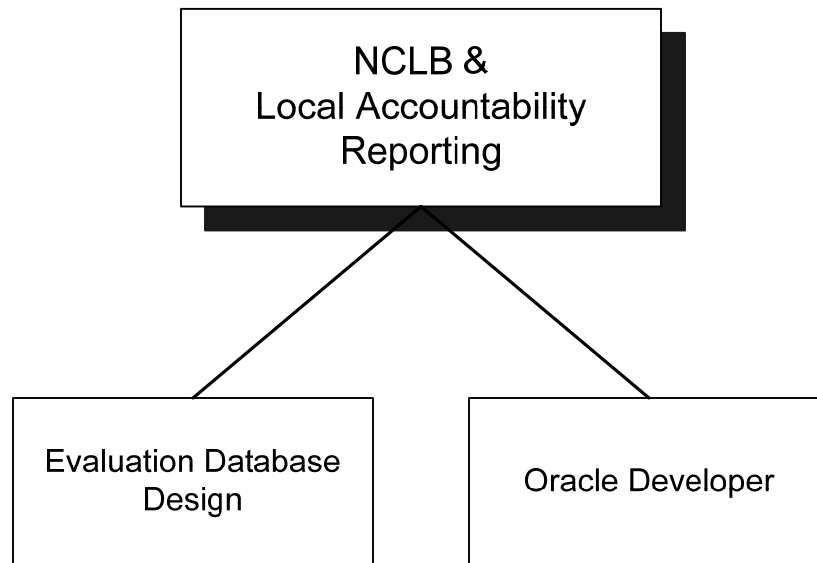 NCLB &
Local Accountability
Reporting
Evaluation Database
Design
Oracle Developer